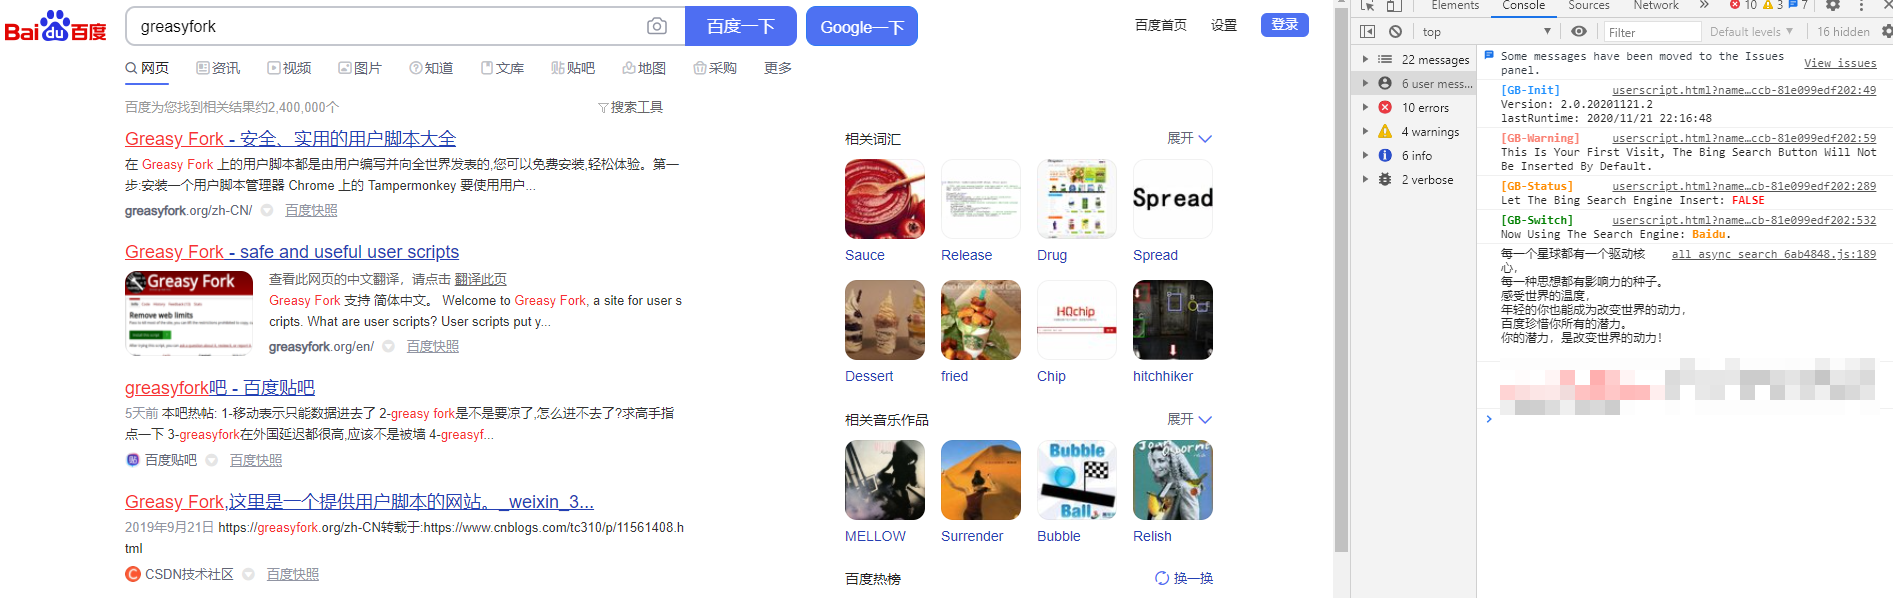 Bai du 百度
greasyfork
百度一下
Google一下
百度首页
设置
登录
网页
资讯
视频
图片
知道
文库
贴吧
地图
采购
更多
百度为您找到相关结果约2,400,000个
搜索工具
Greasy Fork - 安全、实用的用户脚本大全
在 Greasy Fork 上的用户脚本都是由用户编写并向全世界发表的,您可以免费安装,轻松体验。第一
步:安装一个用户脚本管理器 Chrome 上的 Tampermonkey 要使用用户...
greasyfork.org/zh-CN/
百度快照
Greasy Fork - safe and useful user scripts
Greasy Fork
Remove web limits
查看此网页的中文翻译，请点击 翻译此页
Greasy Fork 支持 简体中文。 Welcome to Greasy Fork, a site for user s
cripts. What are user scripts? User scripts put y...
greasyfork.org/en/
百度快照
greasyfork吧 - 百度贴吧
5天前 本吧热帖: 1-移动表示只能数据进去了 2-greasy fork是不是要凉了,怎么进不去了?求高手指
点一下 3-greasyfork在外国延迟都很高,应该不是被墙 4-greasyf...
百度贴吧
百度快照
Greasy Fork,这里是一个提供用户脚本的网站。_weixin_3...
2019年9月21日 https://greasyfork.org/zh-CN转载于:https://www.cnblogs.com/tc310/p/11561408.h
tml
CSDN技术社区
百度快照
相关词汇
展开
Spread
Sauce
Release
Drug
Spread
HQchip
Dessert
fried
Chip
hitchhiker
相关音乐作品
展开
Bubble
Ball
MELLOW
Surrender
Bubble
Relish
百度热榜
换一换
Elements
Console
Sources
Network
10
3
7
top
Filter
Default levels
16 hidden
22 messages
6 user mess...
10 errors
4 warnings
6 info
2 verbose
Some messages have been moved to the Issues
panel.
View issues
[GB-Init]
userscript.html?name…ccb-81e099edf202:49
Version: 2.0.20201121.2
lastRuntime: 2020/11/21 22:16:48
[GB-Warning]
userscript.html?name…ccb-81e099edf202:59
This Is Your First Visit, The Bing Search Button Will Not
Be Inserted By Default.
[GB-Status]
userscript.html?name…cb-81e099edf202:289
Let The Bing Search Engine Insert: FALSE
[GB-Switch]
userscript.html?name…cb-81e099edf202:532
Now Using The Search Engine: Baidu.
每一个星球都有一个驱动核
心，
all_async_search_6ab4848.js:189
每一种思想都有影响力的种子。
感受世界的温度，
年轻的你也能成为改变世界的动力，
百度珍惜你所有的潜力。
你的潜力，是改变世界的动力！